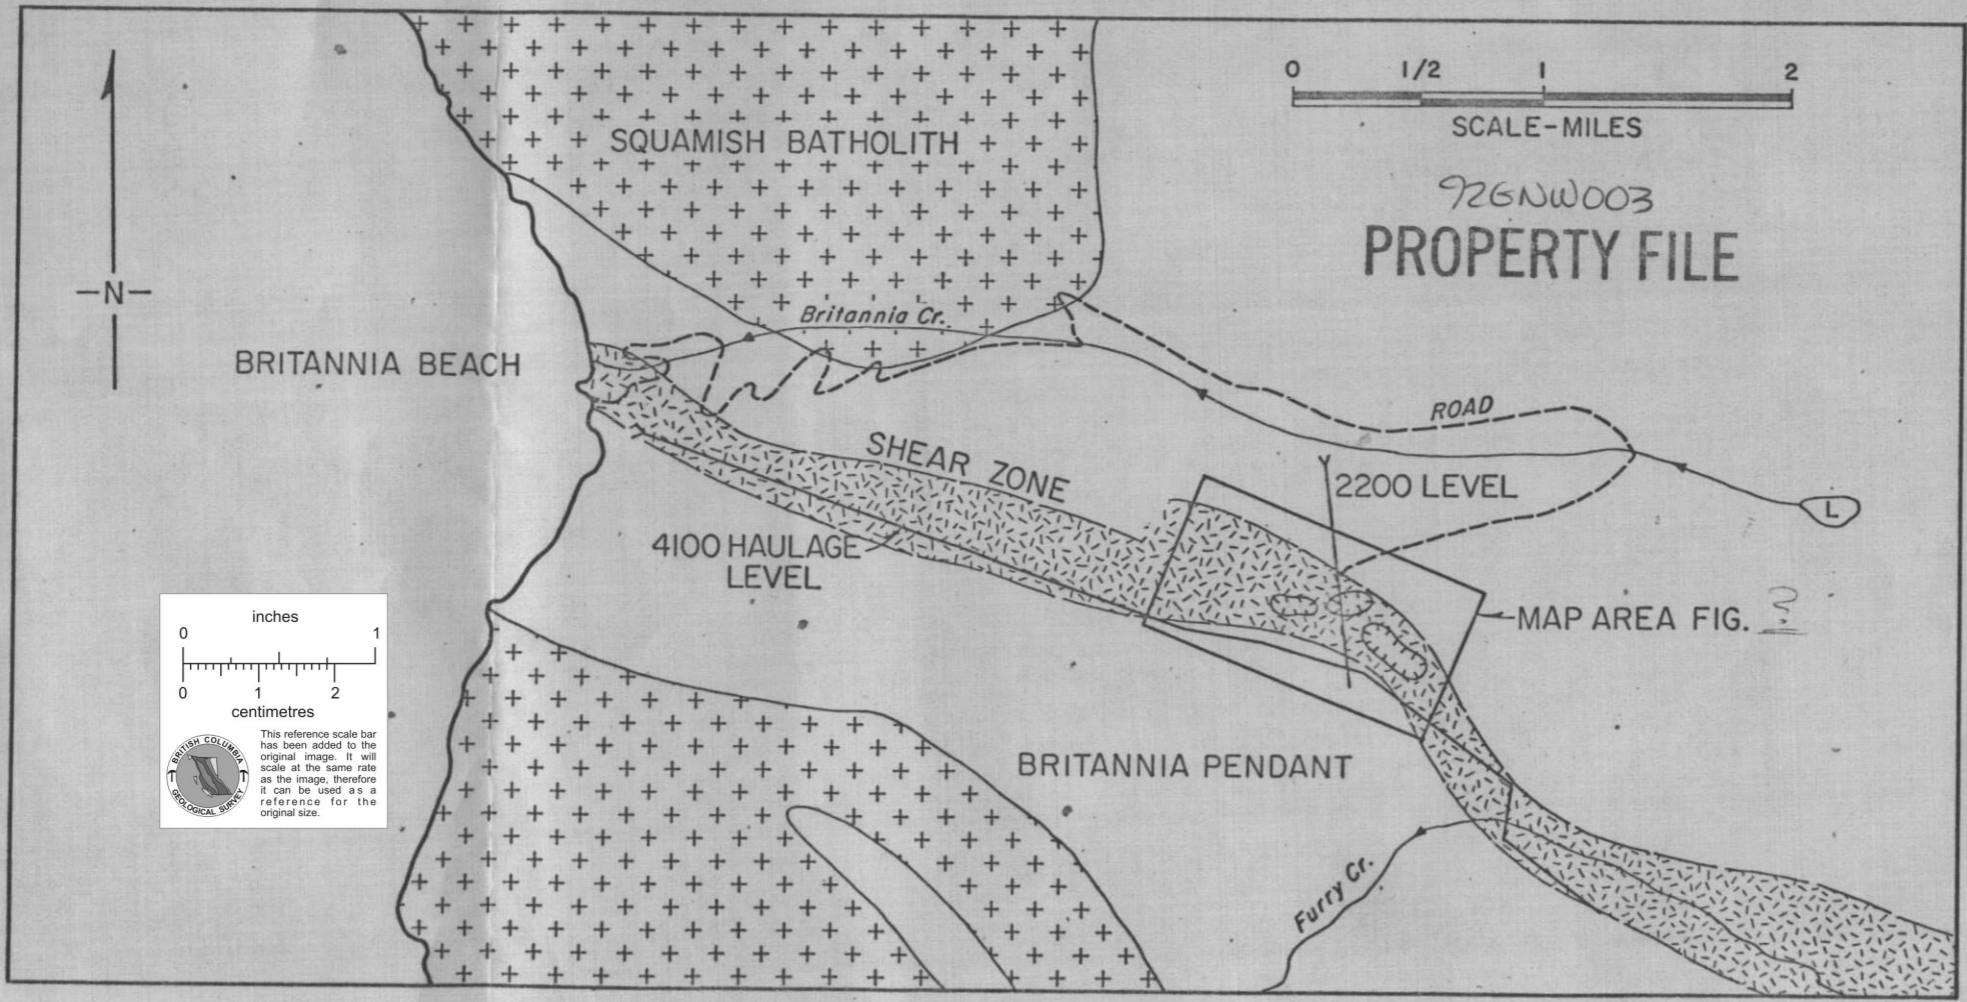 0 1/2 1 2
SCALE-MILES
SQUAMISH BATHOLITH
92GNW003
PROPERTY FILE
-N-
Britannia Cr.
BRITANNIA BEACH
ROAD
SHEAR ZONE
2200 LEVEL
L
4100 HAULAGE
LEVEL
MAP AREA FIG.
inches
0 1
0 1 2
centimetres
BRITISH COLUMBIA
GEOLOGICAL SURVEY
This reference scale bar
has been added to the
original image. It will
scale at the same rate
as the image, therefore
it can be used as a
reference for the
original size.
BRITANNIA PENDANT
Furry Cr.